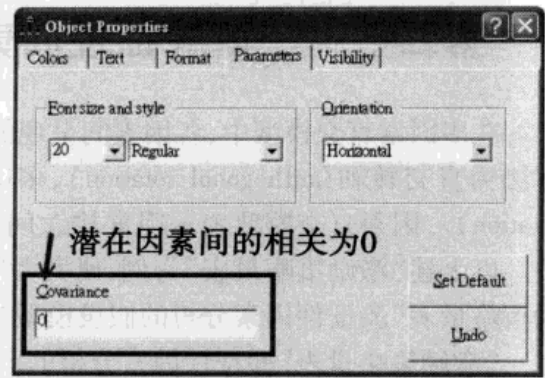 Object Properties
Colors Text Format Parameters Visibility
Font size and style
Orientation
20 Regular
Horizontal
潜在因素间的相关为0
Covariance
0
Set Default
Undo